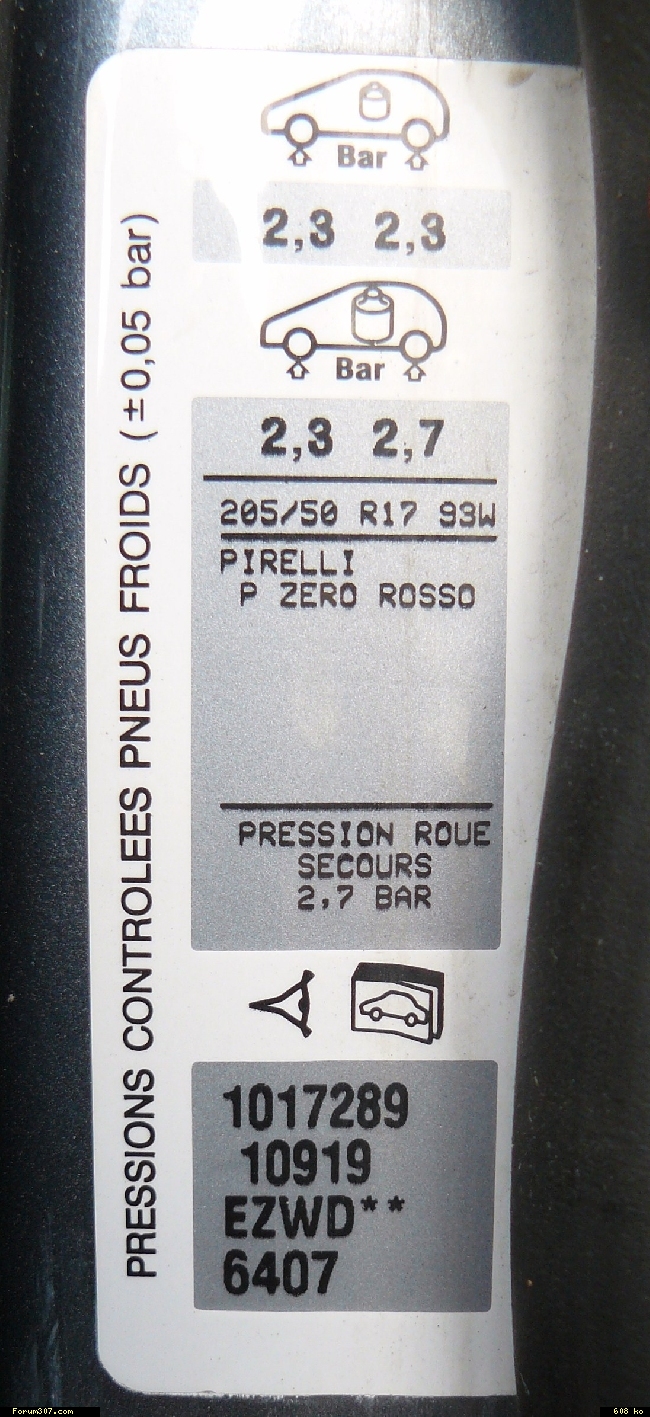 PRESSIONS CONTROLEES PNEUS FROIDS (±0,05 bar)
Bar
2,3 2,3
Bar
2,3 2,7
205/50 R17 93W
PIRELLI
P ZERO ROSSO
PRESSION ROUE
SECOURS
2,7 BAR
1017289
10919
EZWD**
6407
Forum307.com
608 ko